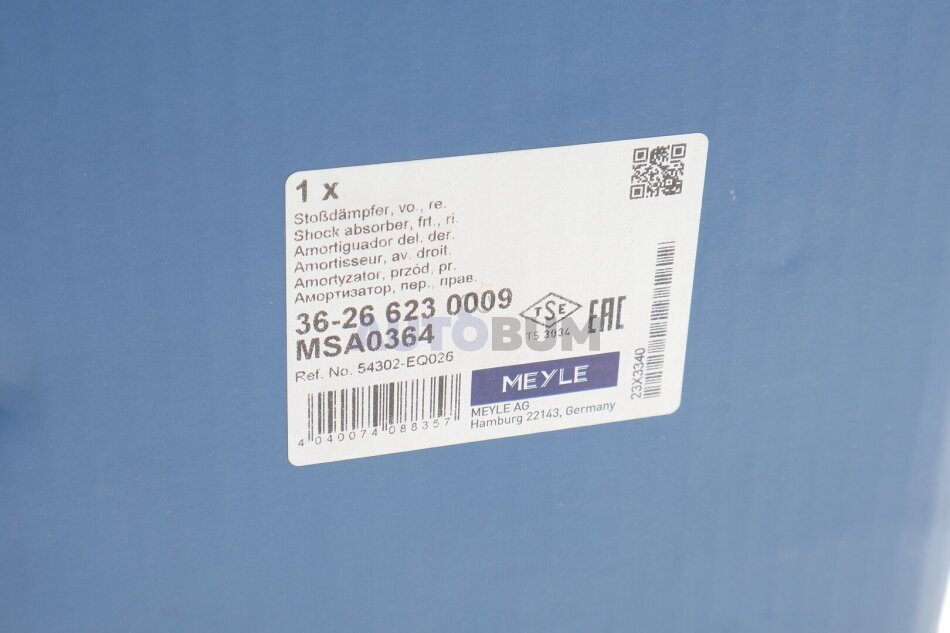 1 x
Stoßdämpfer, vo., re.
Shock absorber, frt., ri.
Amortiguador del. der.
Amortisseur, av. droit.
Amortyzator, przód, pr.
Амортизатор, пер., прав.
36-26 623 0009
MSA0364
Ref. No. 54302-EQ026
TSE
TS 3934
EAC
AUTOBUM
MEYLE
MEYLE AG
Hamburg 22143, Germany
4 040074 088357
23X3340